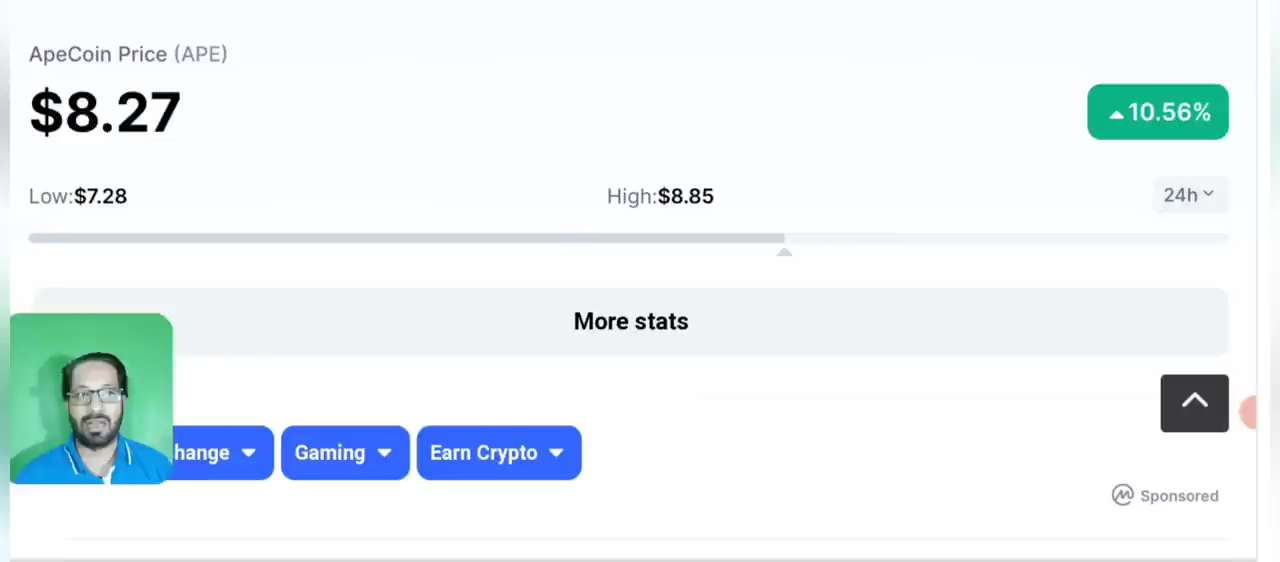 ApeCoin Price (APE)
$8.27
10.56%
Low:$7.28 High:$8.85 24h
More stats
hange Gaming Earn Crypto
Sponsored